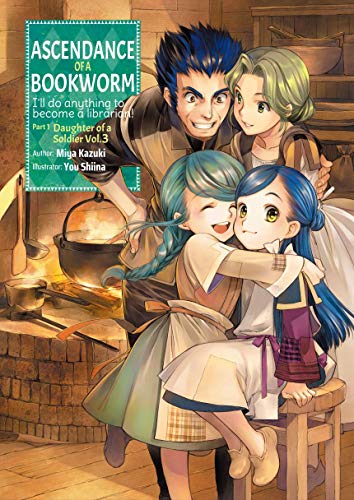 ASCENDANCE
OF A
BOOKWORM
I'll do anything to
become a librarian!
Part 1 Daughter of a
Soldier Vol.3
Author: Miya Kazuki
Illustrator: You Shiina